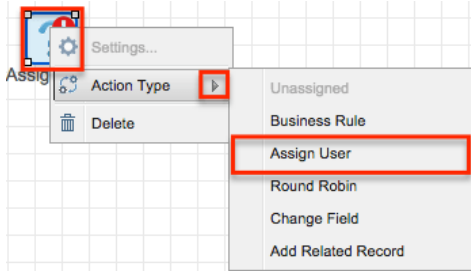 Settings...
Assig
Action Type
Delete
Unassigned
Business Rule
Assign User
Round Robin
Change Field
Add Related Record